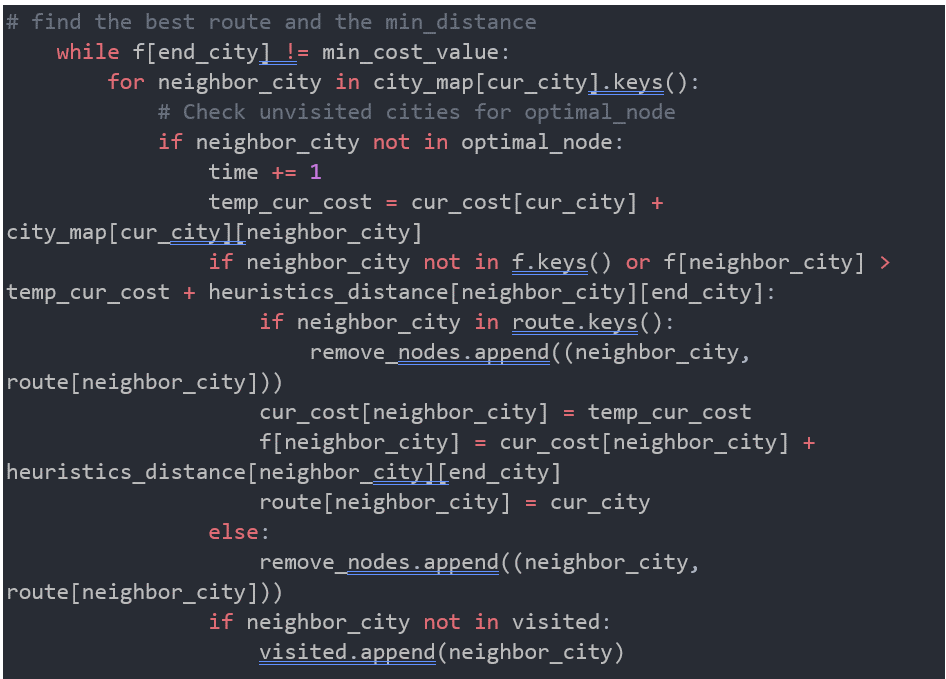 # find the best route and the min_distance
    while f[end_city] != min_cost_value:
        for neighbor_city in city_map[cur_city].keys():
            # Check unvisited cities for optimal_node
            if neighbor_city not in optimal_node:
                time += 1
                temp_cur_cost = cur_cost[cur_city] +
city_map[cur_city][neighbor_city]
                if neighbor_city not in f.keys() or f[neighbor_city] >
temp_cur_cost + heuristics_distance[neighbor_city][end_city]:
                    if neighbor_city in route.keys():
                        remove_nodes.append((neighbor_city,
route[neighbor_city]))
                    cur_cost[neighbor_city] = temp_cur_cost
                    f[neighbor_city] = cur_cost[neighbor_city] +
heuristics_distance[neighbor_city][end_city]
                    route[neighbor_city] = cur_city
                else:
                    remove_nodes.append((neighbor_city,
route[neighbor_city]))
                if neighbor_city not in visited:
                    visited.append(neighbor_city)